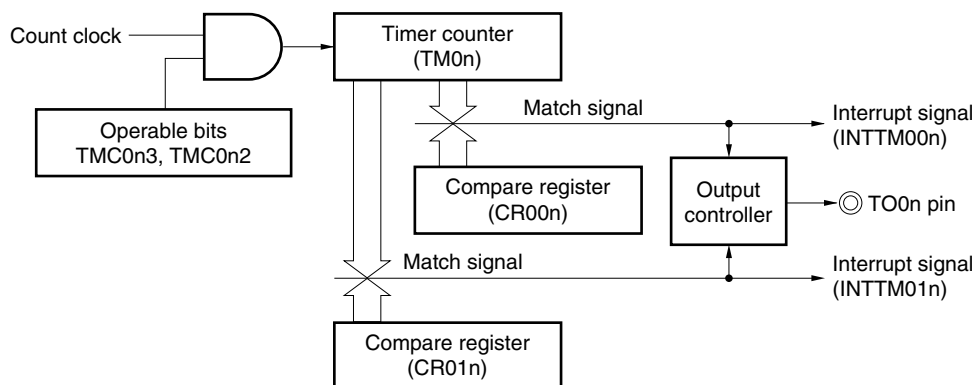 Count clock
Timer counter
(TM0n)
Operable bits
TMC0n3, TMC0n2
Match signal
Interrupt signal
(INTTM00n)
Compare register
(CR00n)
Output
controller
TO0n pin
Match signal
Interrupt signal
(INTTM01n)
Compare register
(CR01n)